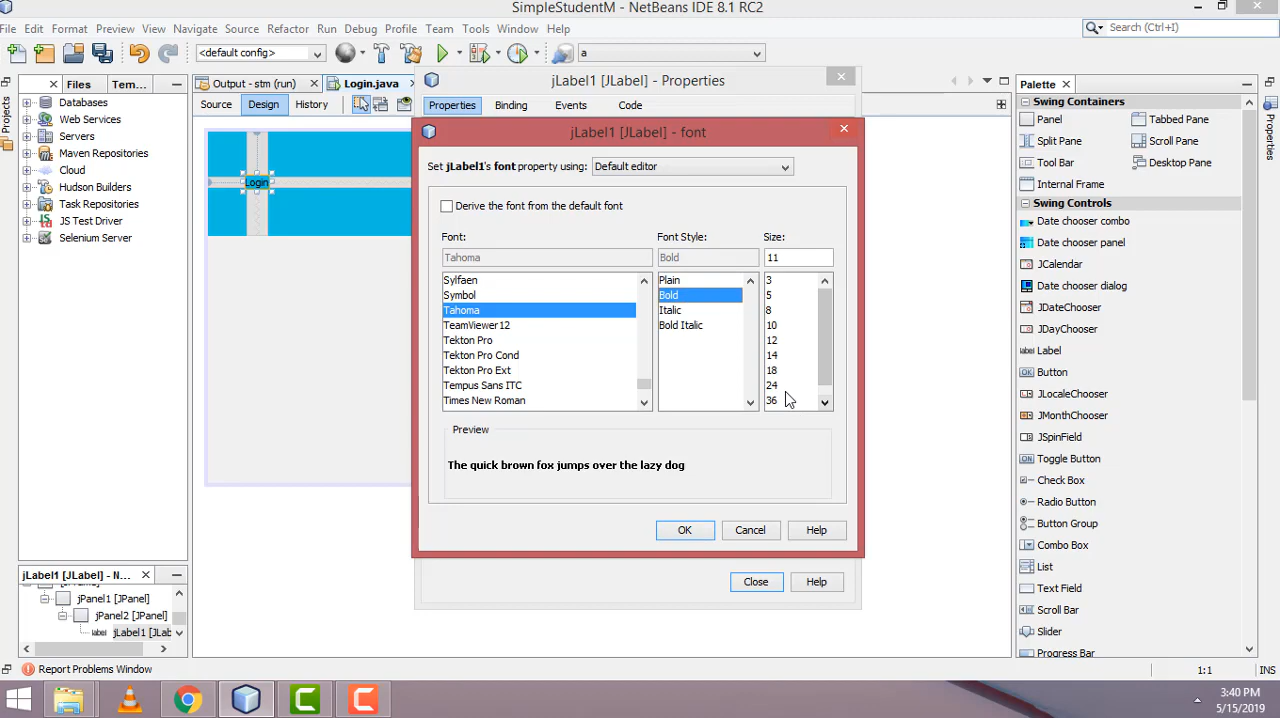 SimpleStudentM - NetBeans IDE 8.1 RC2
File Edit Format Preview View Navigate Source Refactor Run Debug Profile Team Tools Window Help
Search (Ctrl+I)
<default config>
a
Files
Tem...
Output - stm (run)
Login.java
Source
Design
History
Projects
Databases
Web Services
Servers
Maven Repositories
Cloud
Hudson Builders
Task Repositories
JS Test Driver
Selenium Server
Login
jLabel1 [JLabel] - Properties
Properties
Binding
Events
Code
jLabel1 [JLabel] - font
Set jLabel1's font property using:
Default editor
Derive the font from the default font
Font:
Font Style:
Size:
Tahoma
Bold
11
Sylfaen
Symbol
Tahoma
TeamViewer12
Tekton Pro
Tekton Pro Cond
Tekton Pro Ext
Tempus Sans ITC
Times New Roman
Plain
Bold
Italic
Bold Italic
3
5
8
10
12
14
18
24
36
Preview
The quick brown fox jumps over the lazy dog
OK
Cancel
Help
Close
Help
Palette
Swing Containers
Panel
Tabbed Pane
Split Pane
Scroll Pane
Tool Bar
Desktop Pane
Internal Frame
Swing Controls
Date chooser combo
Date chooser panel
JCalendar
Date chooser dialog
JDateChooser
JDayChooser
Label
Button
JLocaleChooser
JMonthChooser
JSpinField
Toggle Button
Check Box
Radio Button
Button Group
Combo Box
List
Text Field
Scroll Bar
Slider
Progress Bar
Properties
jLabel1 [JLabel] - N...
jPanel1 [JPanel]
jPanel2 [JPanel]
label
jLabel1 [JLab
Report Problems Window
1:1
INS
3:40 PM
5/15/2019